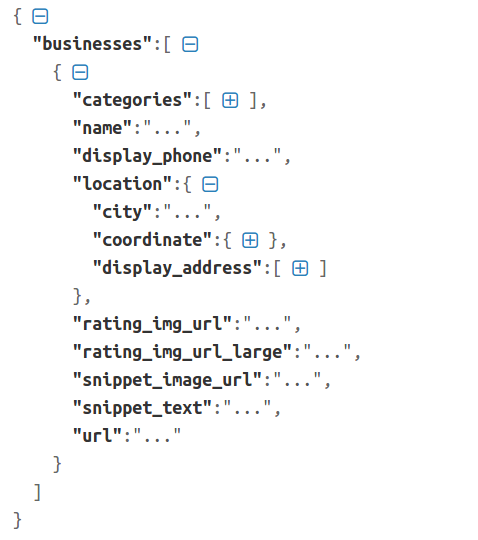 {
"businesses":[
{
"categories":[ ],
"name":"...",
"display_phone":"...",
"location":{
"city":"...",
"coordinate":{ },
"display_address":[ ]
},
"rating_img_url":"...",
"rating_img_url_large":"...",
"snippet_image_url":"...",
"snippet_text":"...",
"url":"..."
}
]
}